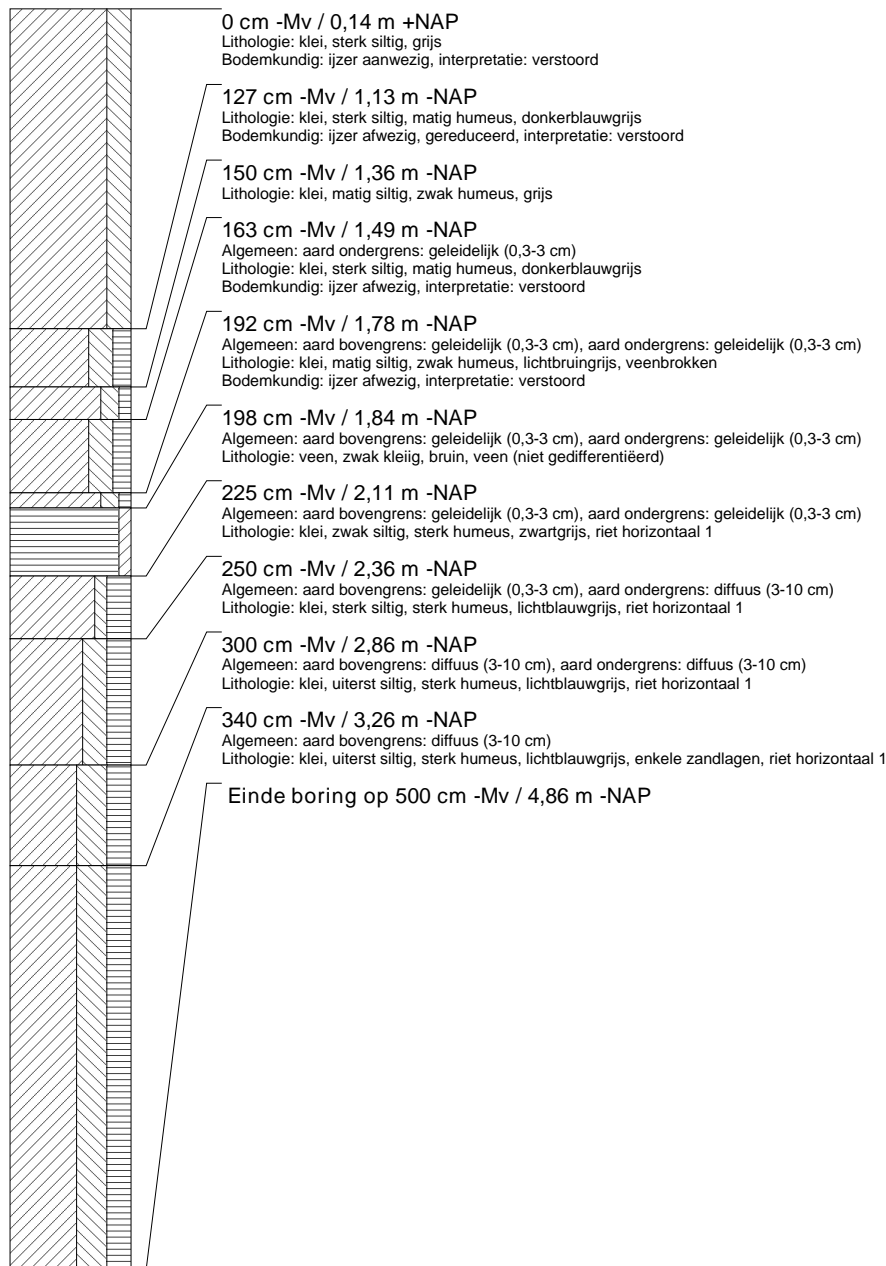 0 cm -Mv / 0,14 m +NAP
Lithologie: klei, sterk siltig, grijs
Bodemkundig: ijzer aanwezig, interpretatie: verstoord
127 cm -Mv / 1,13 m -NAP
Lithologie: klei, sterk siltig, matig humeus, donkerblauwgrijs
Bodemkundig: ijzer afwezig, gereduceerd, interpretatie: verstoord
150 cm -Mv / 1,36 m -NAP
Lithologie: klei, matig siltig, zwak humeus, grijs
163 cm -Mv / 1,49 m -NAP
Algemeen: aard ondergrens: geleidelijk (0,3-3 cm)
Lithologie: klei, sterk siltig, matig humeus, donkerblauwgrijs
Bodemkundig: ijzer afwezig, interpretatie: verstoord
192 cm -Mv / 1,78 m -NAP
Algemeen: aard bovengrens: geleidelijk (0,3-3 cm), aard ondergrens: geleidelijk (0,3-3 cm)
Lithologie: klei, matig siltig, zwak humeus, lichtbruingrijs, veenbrokken
Bodemkundig: ijzer afwezig, interpretatie: verstoord
198 cm -Mv / 1,84 m -NAP
Algemeen: aard bovengrens: geleidelijk (0,3-3 cm), aard ondergrens: geleidelijk (0,3-3 cm)
Lithologie: veen, zwak kleiig, bruin, veen (niet gedifferentiëerd)
225 cm -Mv / 2,11 m -NAP
Algemeen: aard bovengrens: geleidelijk (0,3-3 cm), aard ondergrens: geleidelijk (0,3-3 cm)
Lithologie: klei, zwak siltig, sterk humeus, zwartgrijs, riet horizontaal 1
250 cm -Mv / 2,36 m -NAP
Algemeen: aard bovengrens: geleidelijk (0,3-3 cm), aard ondergrens: diffuus (3-10 cm)
Lithologie: klei, sterk siltig, sterk humeus, lichtblauwgrijs, riet horizontaal 1
300 cm -Mv / 2,86 m -NAP
Algemeen: aard bovengrens: diffuus (3-10 cm), aard ondergrens: diffuus (3-10 cm)
Lithologie: klei, uiterst siltig, sterk humeus, lichtblauwgrijs, riet horizontaal 1
340 cm -Mv / 3,26 m -NAP
Algemeen: aard bovengrens: diffuus (3-10 cm)
Lithologie: klei, uiterst siltig, sterk humeus, lichtblauwgrijs, enkele zandlagen, riet horizontaal 1
Einde boring op 500 cm -Mv / 4,86 m -NAP